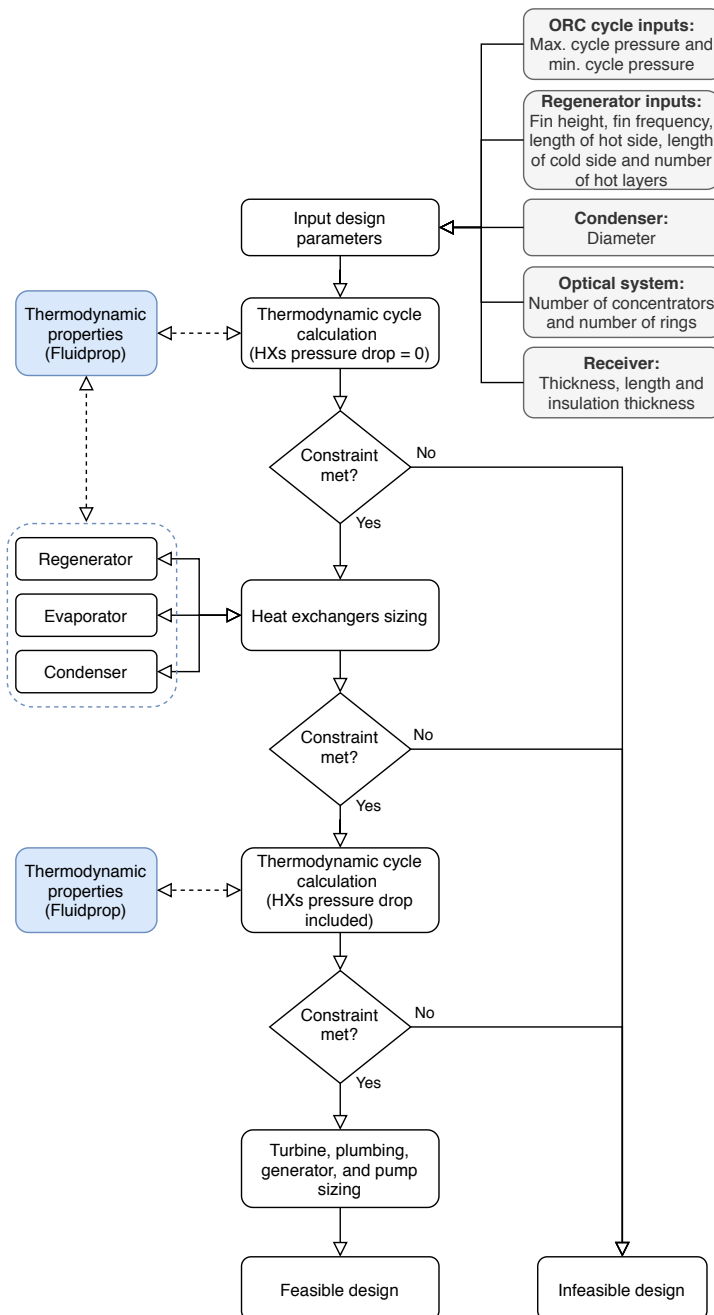 ORC cycle inputs:
Max. cycle pressure and
min. cycle pressure
Regenerator inputs:
Fin height, fin frequency,
length of hot side, length
of cold side and number
of hot layers
Input design
parameters
Condenser:
Diameter
Optical system:
Number of concentrators
and number of rings
Thermodynamic
properties
(Fluidprop)
Thermodynamic cycle
calculation
(HXs pressure drop = 0)
Receiver:
Thickness, length and
insulation thickness
Constraint
met?
No
Yes
Regenerator
Evaporator
Condenser
Heat exchangers sizing
Constraint
met?
No
Yes
Thermodynamic
properties
(Fluidprop)
Thermodynamic cycle
calculation
(HXs pressure drop
included)
Constraint
met?
No
Yes
Turbine, plumbing,
generator, and pump
sizing
Feasible design
Infeasible design